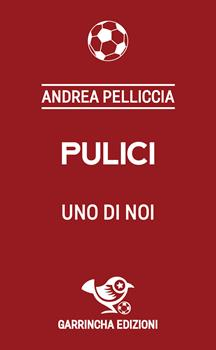 ANDREA PELLICCIA
PULICI
UNO DI NOI
GARRINCHA EDIZIONI